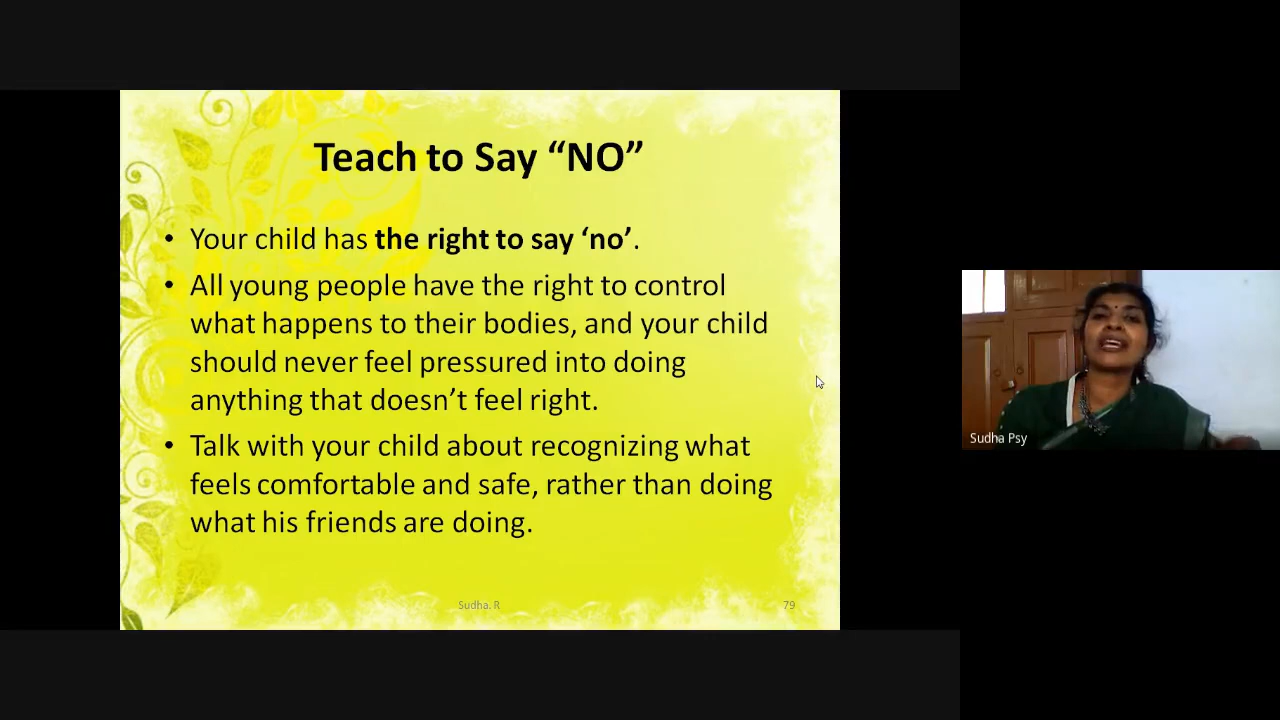 Teach to Say “NO”
• Your child has the right to say ‘no’.
• All young people have the right to control
what happens to their bodies, and your child
should never feel pressured into doing
anything that doesn’t feel right.
• Talk with your child about recognizing what
feels comfortable and safe, rather than doing
what his friends are doing.
Sudha. R
79
Sudha Psy